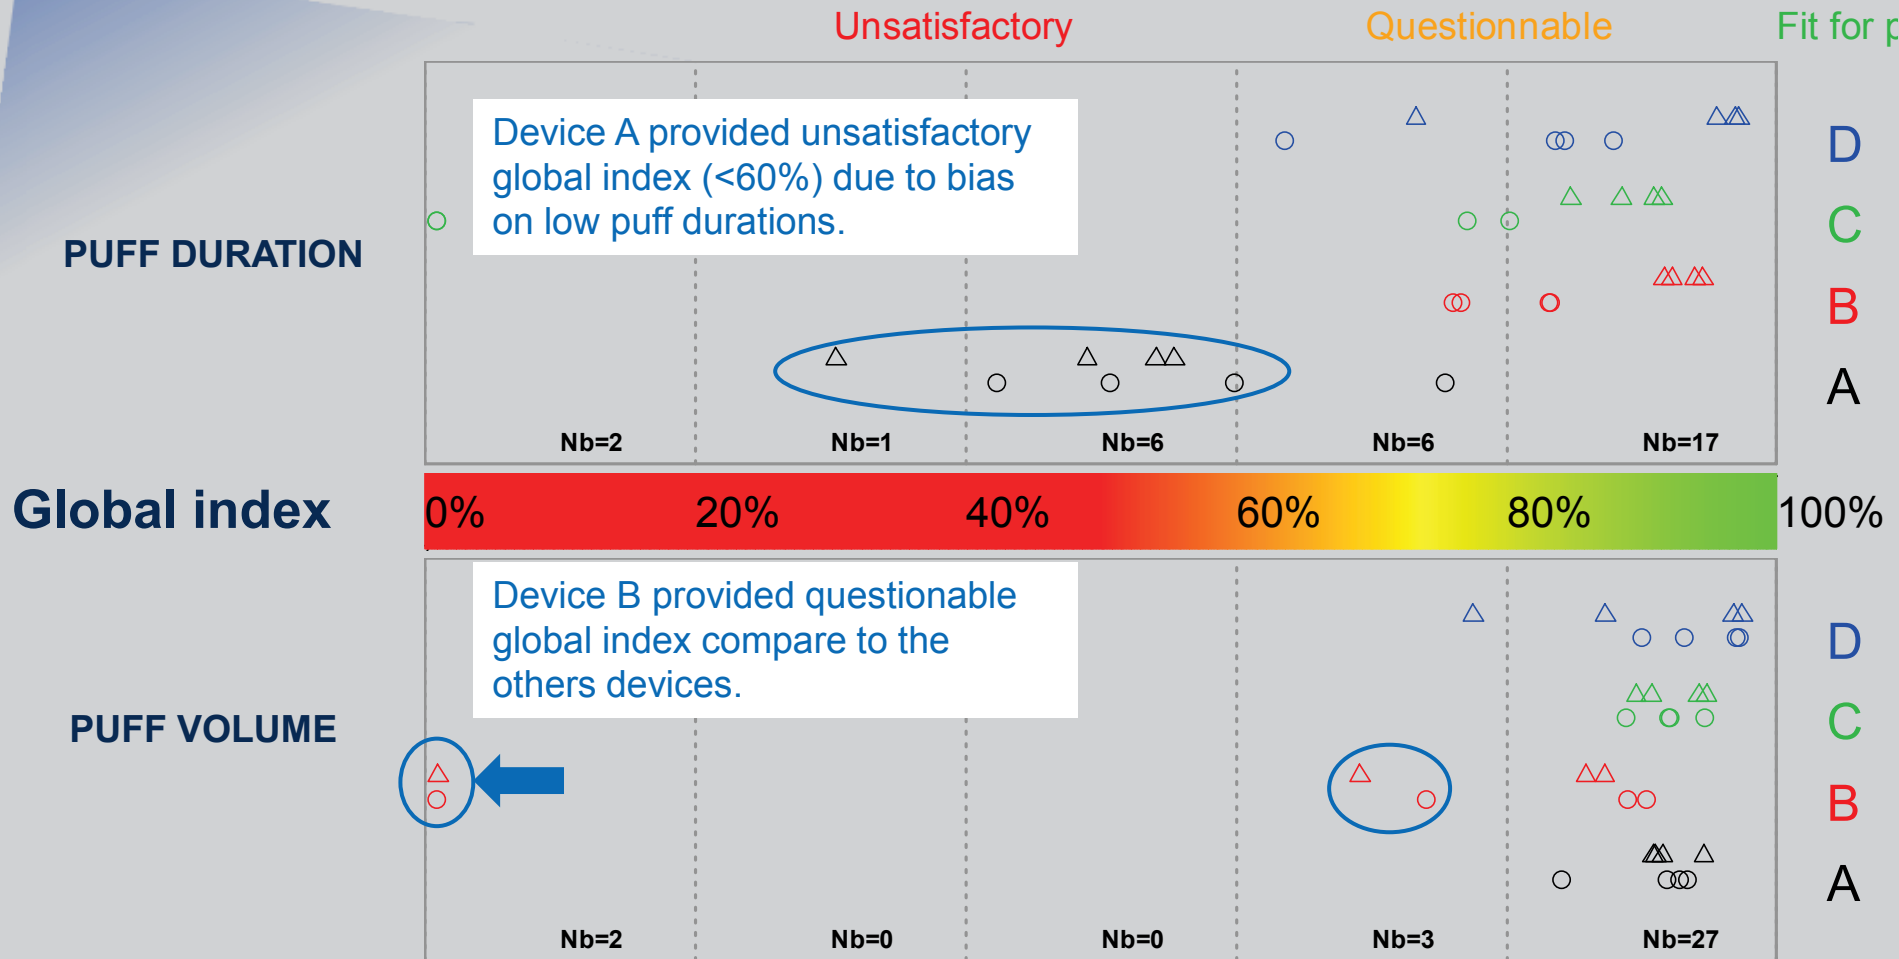 Unsatisfactory Questionnable Fit for p
Device A provided unsatisfactory
global index (<60%) due to bias
on low puff durations.
D
C
PUFF DURATION
B
A
Nb=2 Nb=1 Nb=6 Nb=6 Nb=17
Global index 0% 20% 40% 60% 80% 100%
Device B provided questionable
global index compare to the
others devices.
D
C
PUFF VOLUME
B
A
Nb=2 Nb=0 Nb=0 Nb=3 Nb=27